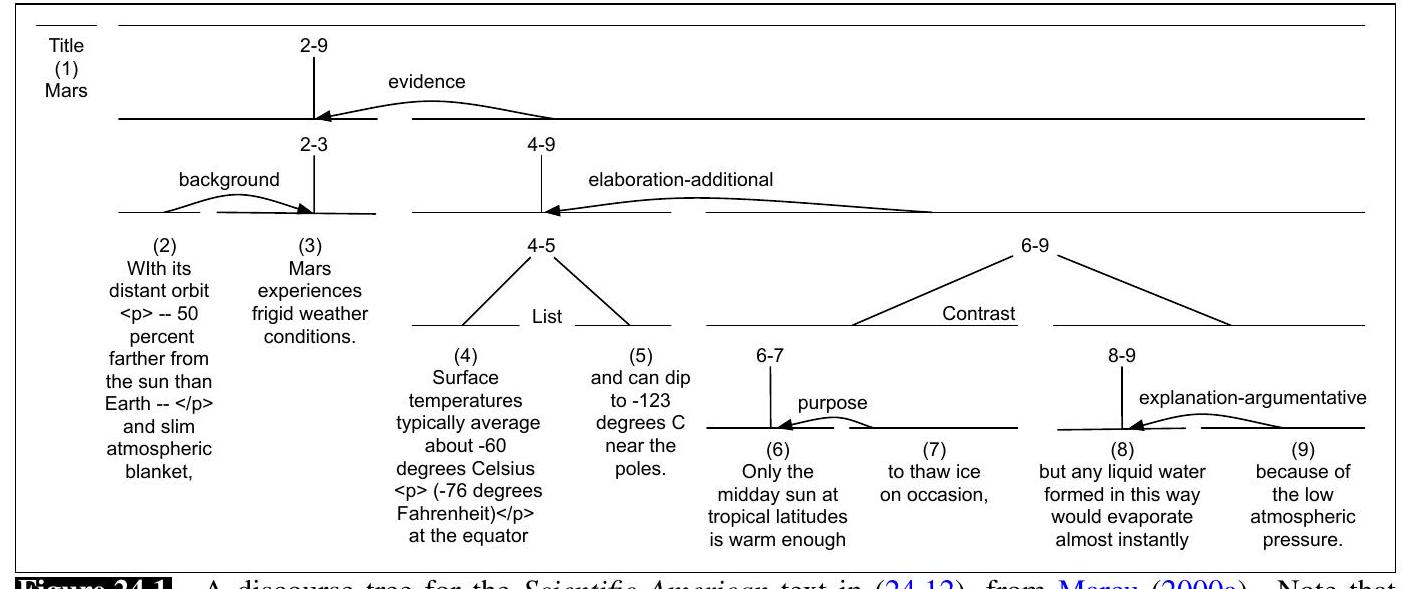 Title
(1)
Mars
2-9
evidence
2-3
4-9
background
elaboration-additional
(2)
WIth its
distant orbit
<p> -- 50
percent
farther from
the sun than
Earth -- </p>
and slim
atmospheric
blanket,
(3)
Mars
experiences
frigid weather
conditions.
4-5
List
6-9
Contrast
(4)
Surface
temperatures
typically average
about -60
degrees Celsius
<p> (-76 degrees
Fahrenheit)</p>
at the equator
(5)
and can dip
to -123
degrees C
near the
poles.
6-7
purpose
8-9
explanation-argumentative
(6)
Only the
midday sun at
tropical latitudes
is warm enough
(7)
to thaw ice
on occasion,
(8)
but any liquid water
formed in this way
would evaporate
almost instantly
(9)
because of
the low
atmospheric
pressure.
Figure 24.1 A discourse tree for the Scientific American text in (24.12), from Marcu (2000a). Note that